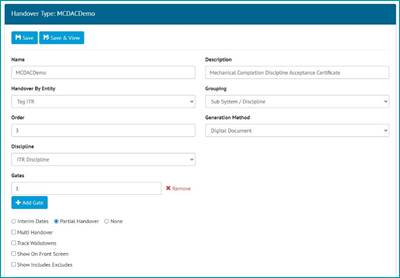 Handover Type: MCDACDemo
Save Save & View
Name Description
MCDACDemo Mechanical Completion Discipline Acceptance Certificate
Handover By Entity Grouping
Tag ITR Sub System / Discipline
Order Generation Method
3 Digital Document
Discipline
ITR Discipline
Gates
1 Remove
+ Add Gate
Interim Dates Partial Handover None
Multi Handover
Track Walkdowns
Show On Front Screen
Show Includes Excludes